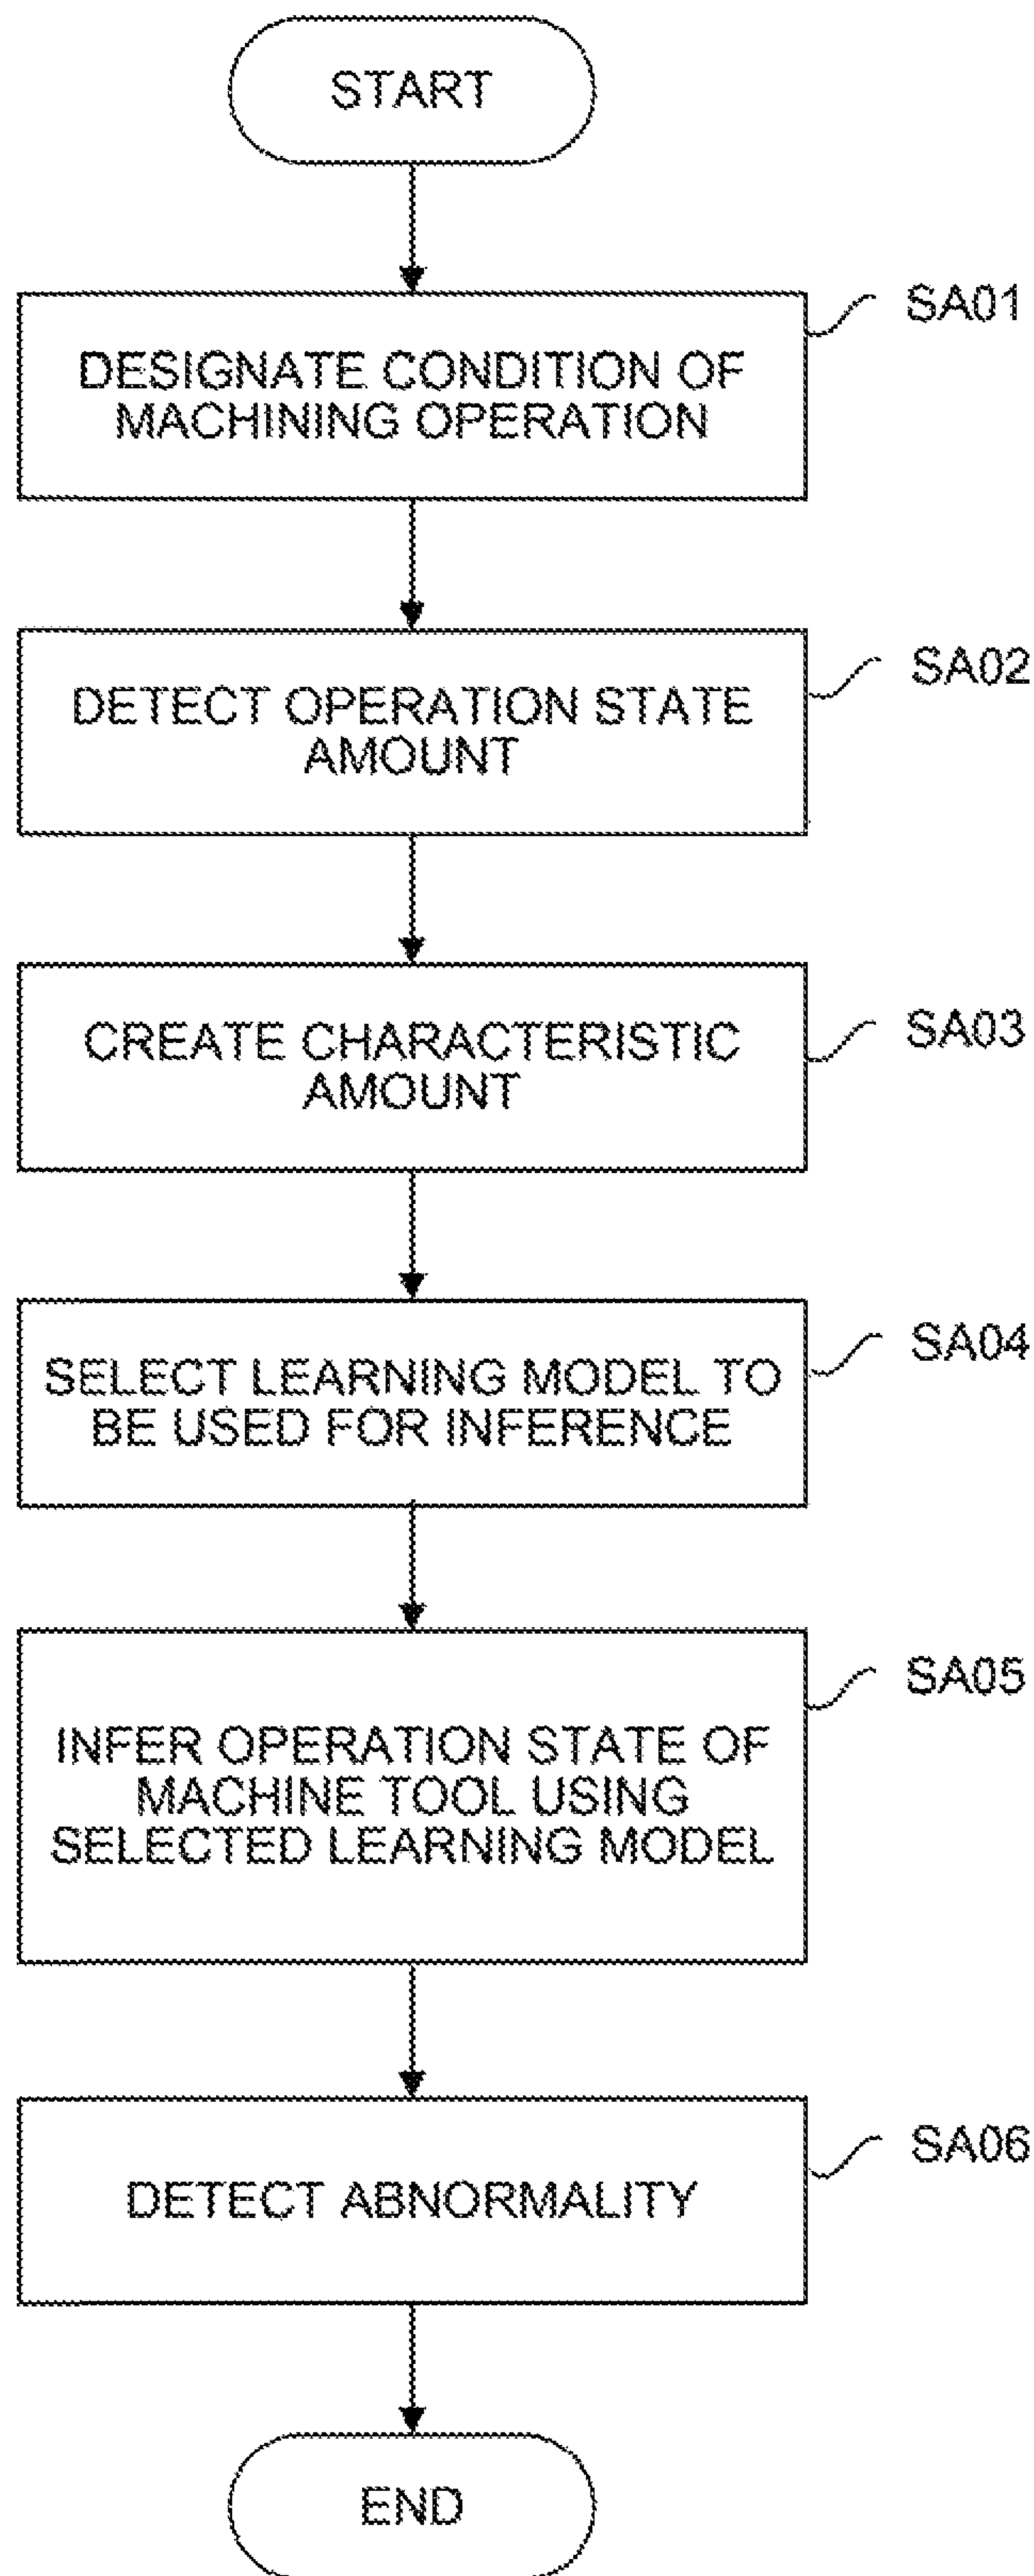 START
SA01
DESIGNATE CONDITION OF
MACHINING OPERATION
SA02
DETECT OPERATION STATE
AMOUNT
SA03
CREATE CHARACTERISTIC
AMOUNT
SA04
SELECT LEARNING MODEL TO
BE USED FOR INFERENCE
SA05
INFER OPERATION STATE OF
MACHINE TOOL USING
SELECTED LEARNING MODEL
SA06
DETECT ABNORMALITY
END